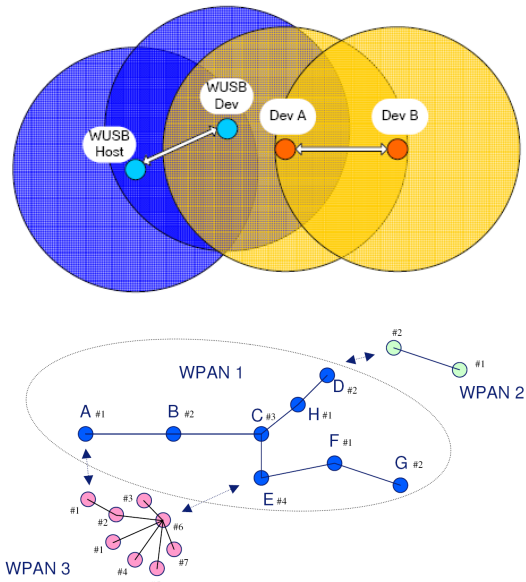 WUSB
Dev
WUSB
Host
Dev A
Dev B
#2
#1
WPAN 1
WPAN 2
D #2
H #1
A #1
B #2
C #3
F #1
G #2
E #4
#3
#1
#2
#6
#1
#7
#4
WPAN 3